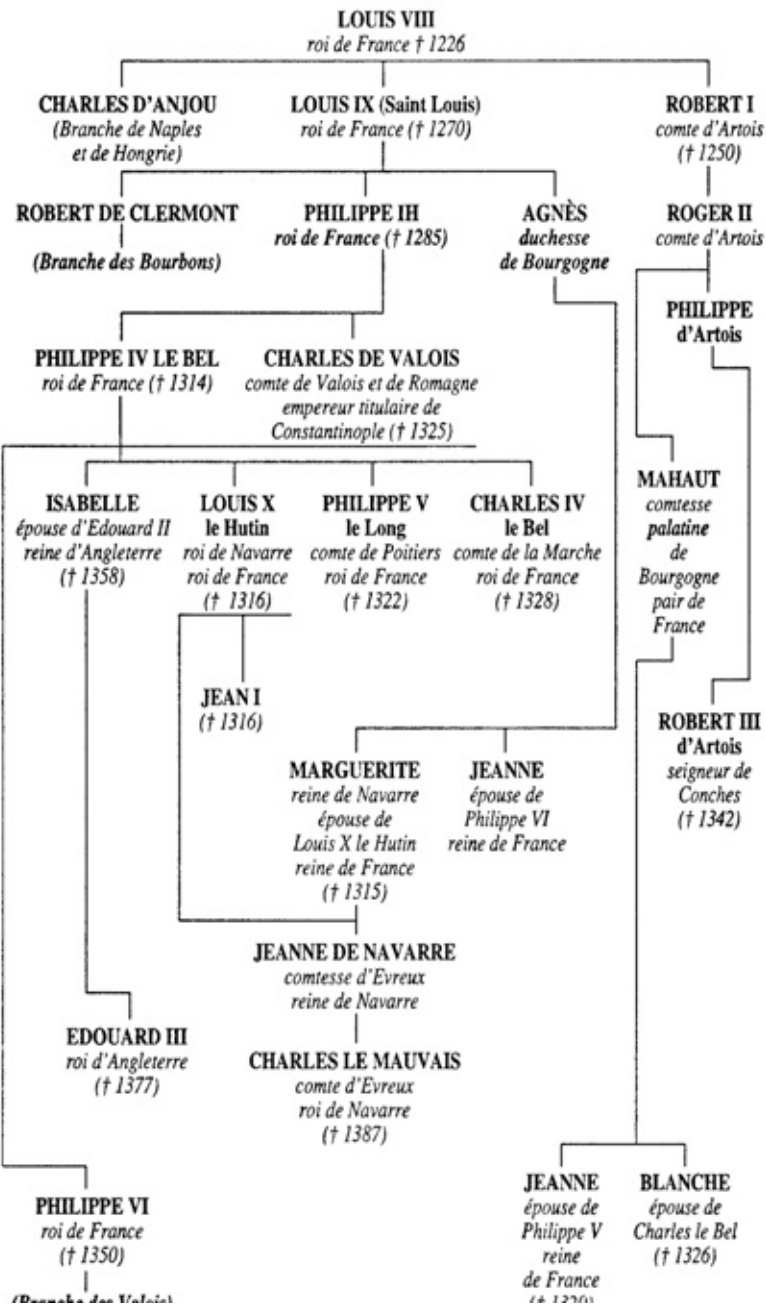 LOUIS VIII
roi de France † 1226
CHARLES D'ANJOU
(Branche de Naples
et de Hongrie)
LOUIS IX (Saint Louis)
roi de France († 1270)
ROBERT I
comte d'Artois
(† 1250)
ROBERT DE CLERMONT
(Branche des Bourbons)
PHILIPPE IH
roi de France († 1285)
AGNÈS
duchesse
de Bourgogne
ROGER II
comte d'Artois
PHILIPPE
d'Artois
PHILIPPE IV LE BEL
roi de France († 1314)
CHARLES DE VALOIS
comte de Valois et de Romagne
empereur titulaire de
Constantinople († 1325)
ISABELLE
épouse d'Edouard II
reine d'Angleterre
(† 1358)
LOUIS X
le Hutin
roi de Navarre
roi de France
(† 1316)
PHILIPPE V
le Long
comte de Poitiers
roi de France
(† 1322)
CHARLES IV
le Bel
comte de la Marche
roi de France
(† 1328)
MAHAUT
comtesse
palatine
de
Bourgogne
pair de
France
JEAN I
(† 1316)
MARGUERITE
reine de Navarre
épouse de
Louis X le Hutin
reine de France
(† 1315)
JEANNE
épouse de
Philippe VI
reine de France
ROBERT III
d'Artois
seigneur de
Conches
(† 1342)
JEANNE DE NAVARRE
comtesse d'Evreux
reine de Navarre
EDOUARD III
roi d'Angleterre
(† 1377)
CHARLES LE MAUVAIS
comte d'Evreux
roi de Navarre
(† 1387)
PHILIPPE VI
roi de France
(† 1350)
(Branche des Valois)
JEANNE
épouse de
Philippe V
reine
de France
(† 1329)
BLANCHE
épouse de
Charles le Bel
(† 1326)